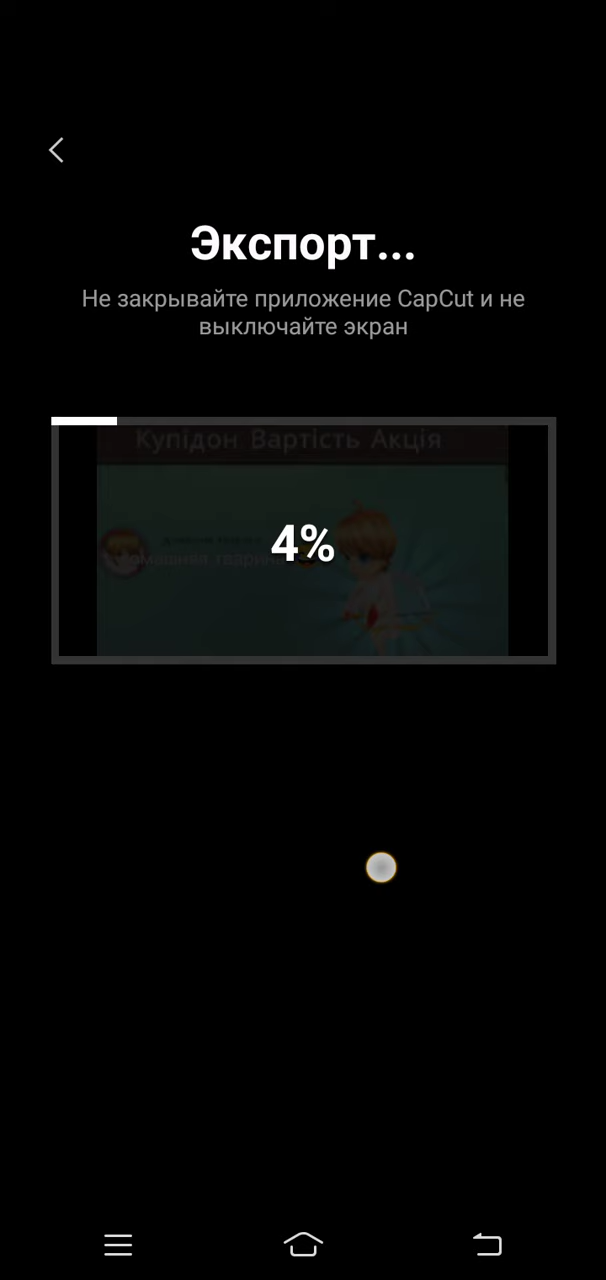 Экспорт...
Не закрывайте приложение CapCut и не
выключайте экран
Купідон Вартість Акція
4%